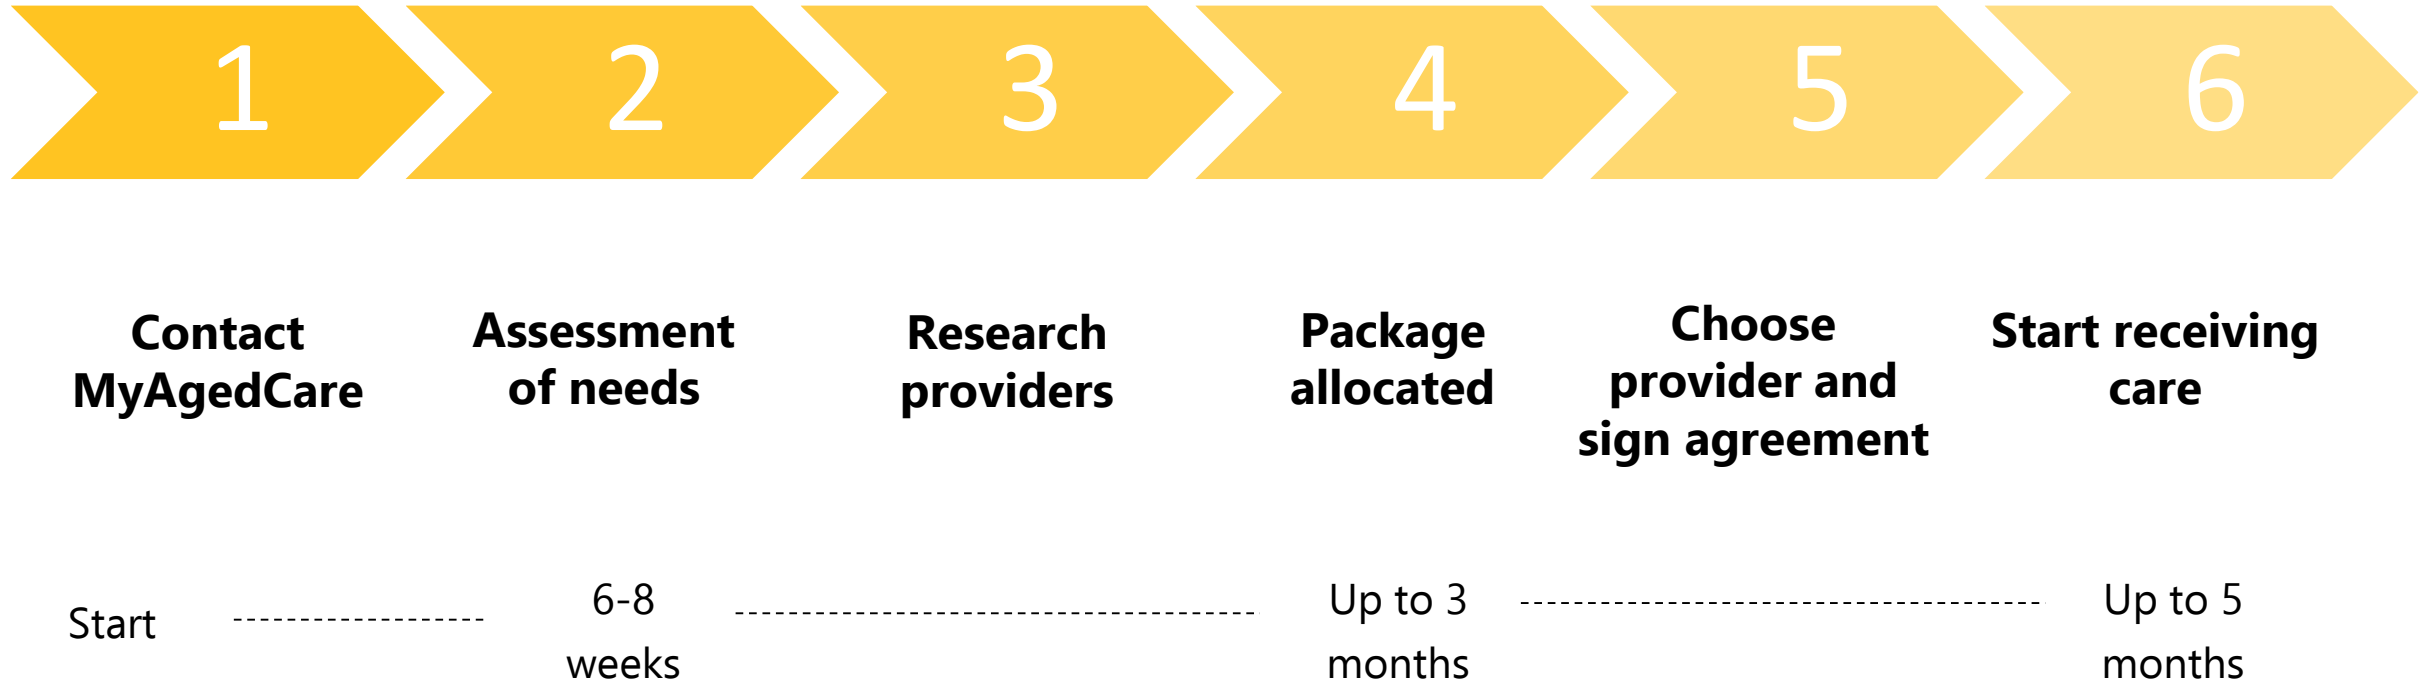 1
2
3
4
5
6
Contact
MyAgedCare
Assessment
of needs
Research
providers
Package
allocated
Choose
provider and
sign agreement
Start receiving
care
Start
6-8
weeks
Up to 3
months
Up to 5
months